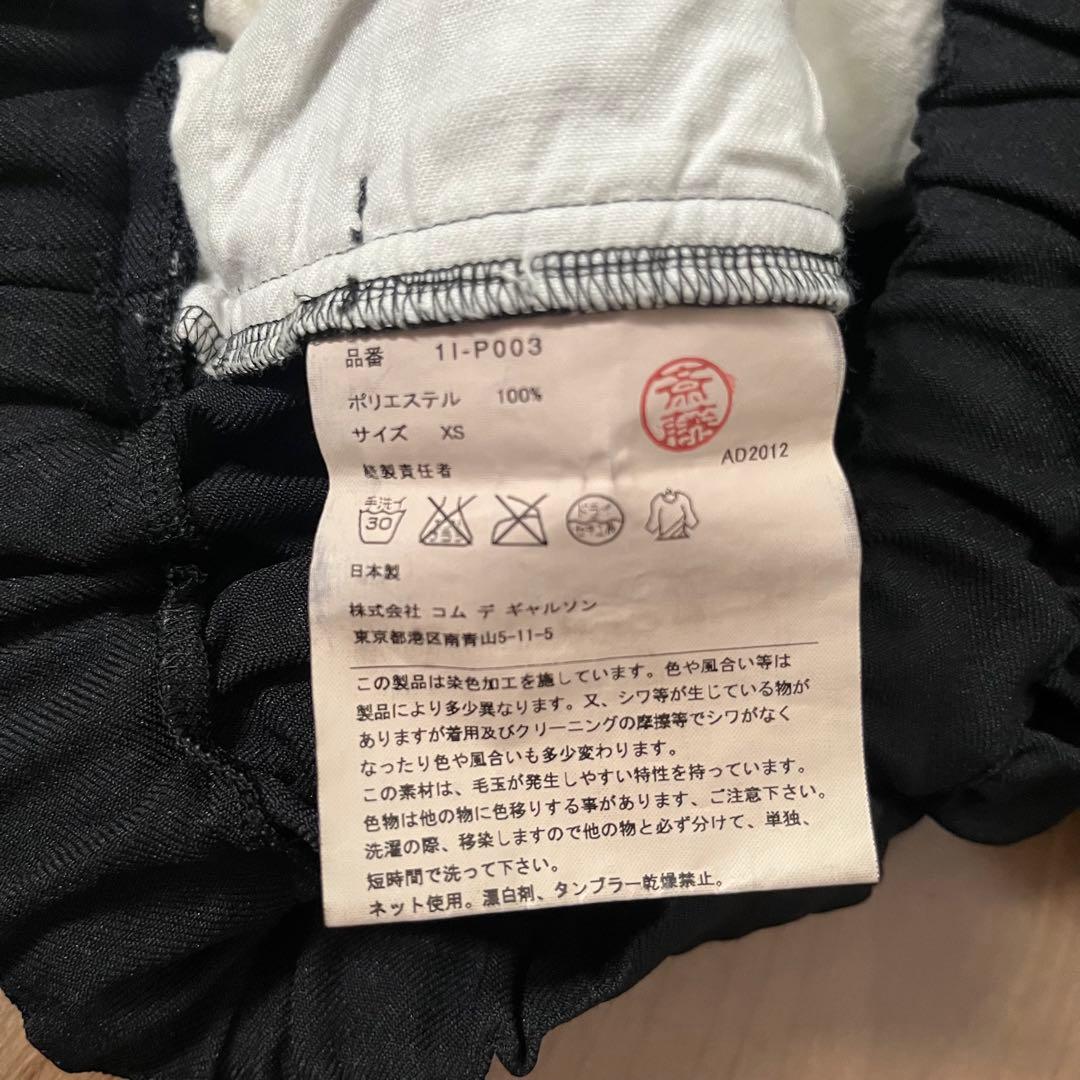 品番 1I-P003
ポリエステル 100%
サイズ XS
AD2012
縫製責任者
手洗イ
30
ドライ
セキユ系
日本製
株式会社 コム デ ギャルソン
東京都港区南青山5-11-5
この製品は染色加工を施しています。色や風合い等は
製品により多少異なります。又、シワ等が生じている物が
ありますが着用及びクリーニングの摩擦等でシワがなく
なったり色や風合いも多少変わります。
この素材は、毛玉が発生しやすい特性を持っています。
色物は他の物に色移りする事があります、ご注意下さい。
洗濯の際、移染しますので他の物と必ず分けて、単独、
短時間で洗って下さい。
ネット使用。漂白剤、タンブラー乾燥禁止。